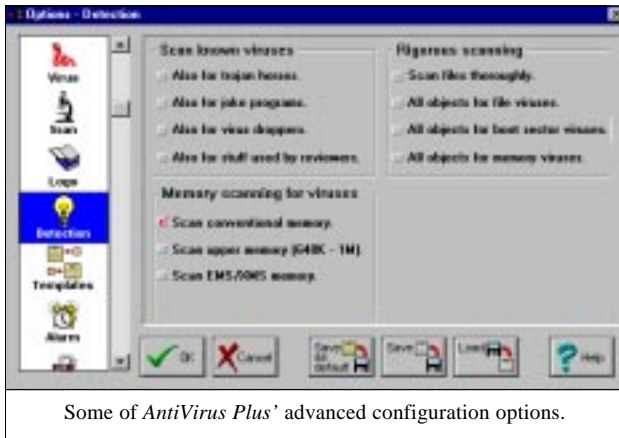 Options - Detection
Virus
Scan
Logs
Detection
Templates
Alarm
Scan known viruses
Also for trojan horses.
Also for joke programs.
Also for virus droppers.
Also for stuff used by reviewers.
Rigorous scanning
Scan files thoroughly.
All objects for file viruses.
All objects for boot sector viruses.
All objects for memory viruses.
Memory scanning for viruses
Scan conventional memory.
Scan upper memory (640K - 1M).
Scan EMS/XMS memory.
OK
Cancel
Save as default
Save
Load
Help
Some of AntiVirus Plus’ advanced configuration options.